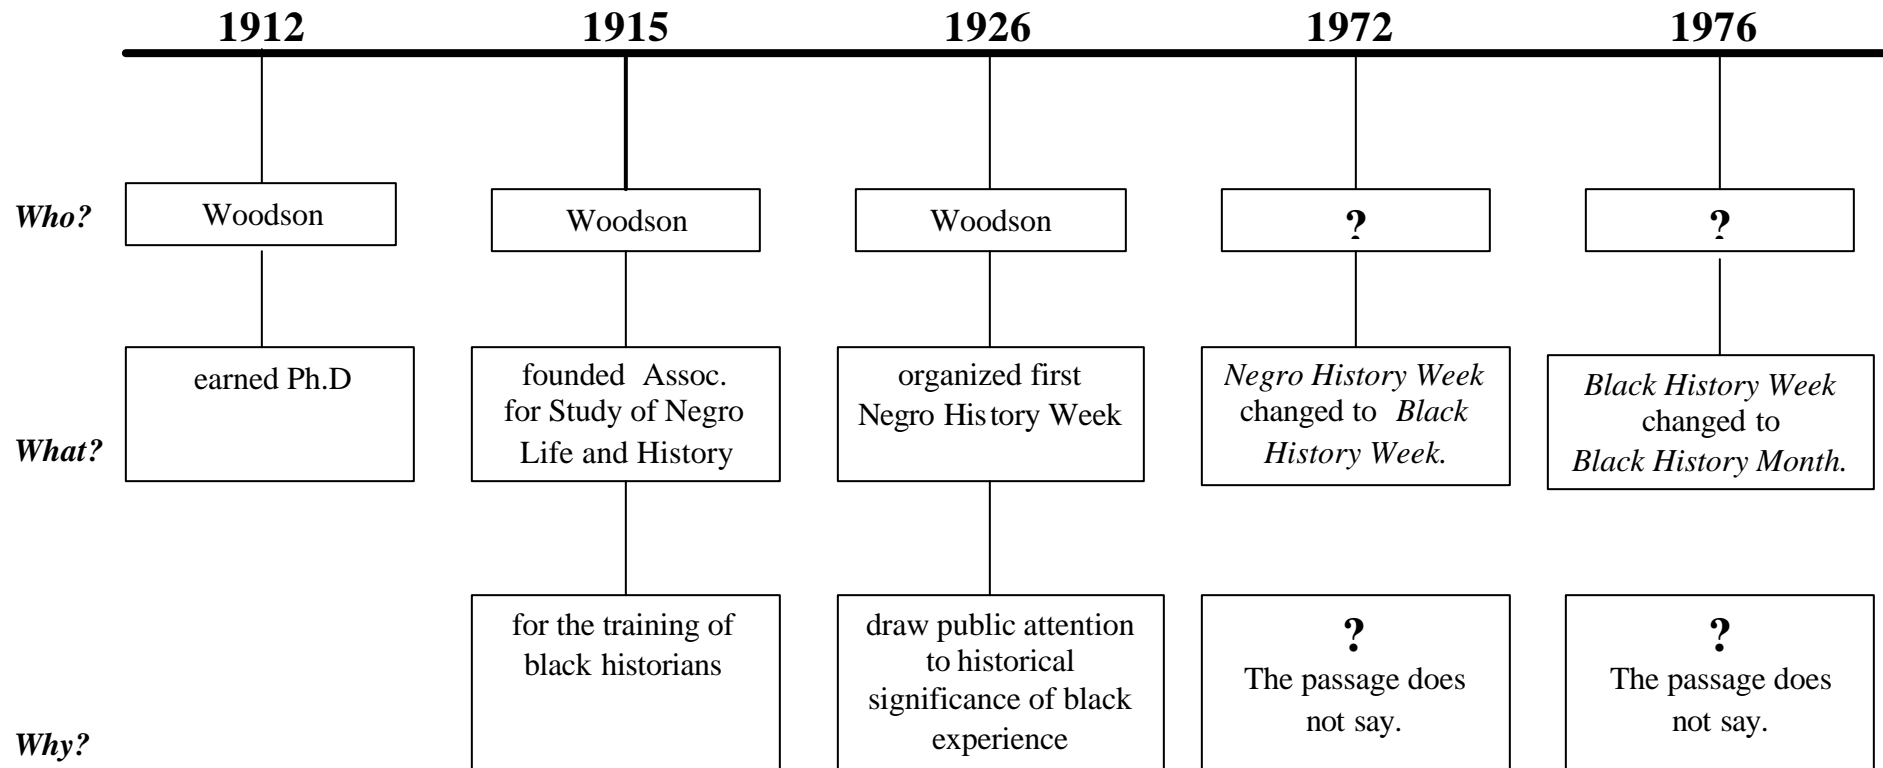 1912 1915 1926 1972 1976
Who?
Woodson
Woodson
Woodson
?
?
What?
earned Ph.D
founded Assoc.
for Study of Negro
Life and History
organized first
Negro History Week
Negro History Week
changed to Black
History Week.
Black History Week
changed to
Black History Month.
Why?
for the training of
black historians
draw public attention
to historical
significance of black
experience
?
The passage does
not say.
?
The passage does
not say.